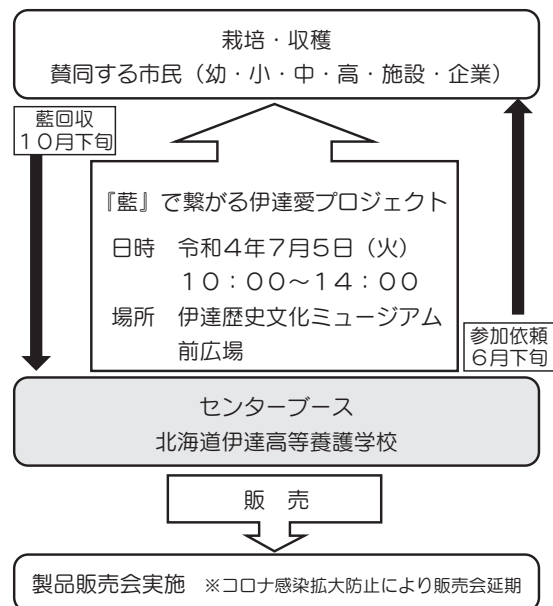 栽培・収穫
賛同する市民（幼・小・中・高・施設・企業）
藍回収
１０月下旬
『藍』で繋がる伊達愛プロジェクト
日時　令和４年７月５日（火）
１０：００～１４：００
場所　伊達歴史文化ミュージアム
前広場
参加依頼
６月下旬
センターブース
北海道伊達高等養護学校
販　売
製品販売会実施　※コロナ感染拡大防止により販売会延期